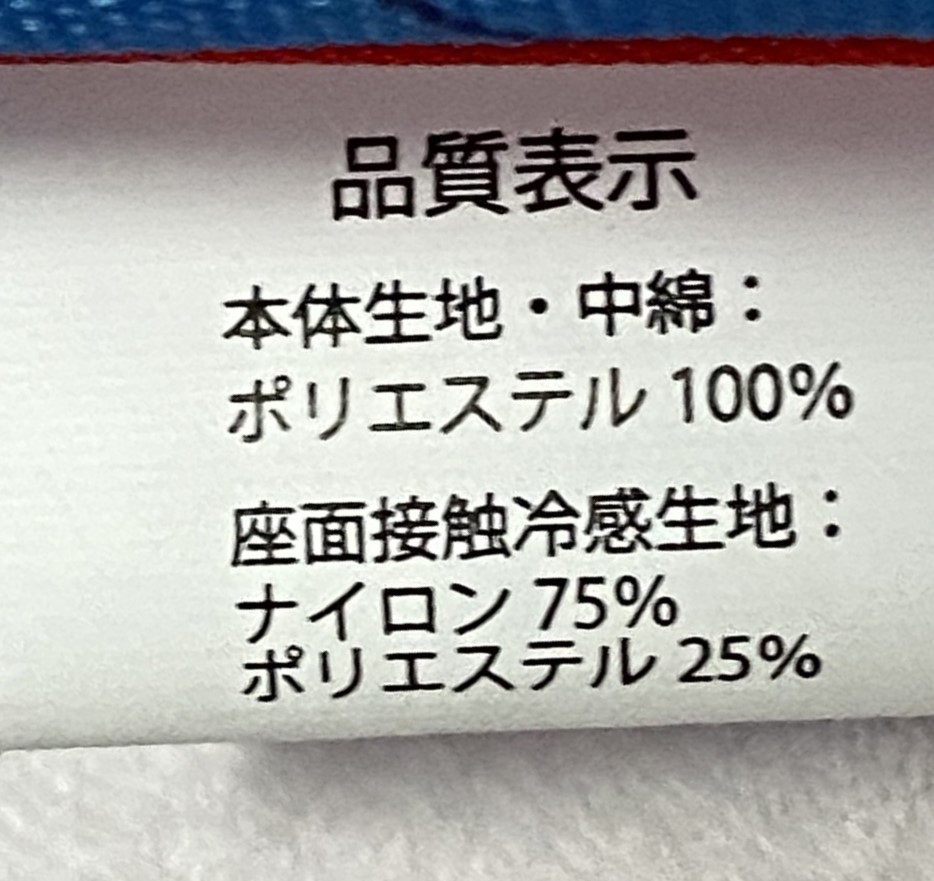 品質表示
本体生地・中綿：
ポリエステル 100%
座面接触冷感生地：
ナイロン 75%
ポリエステル 25%